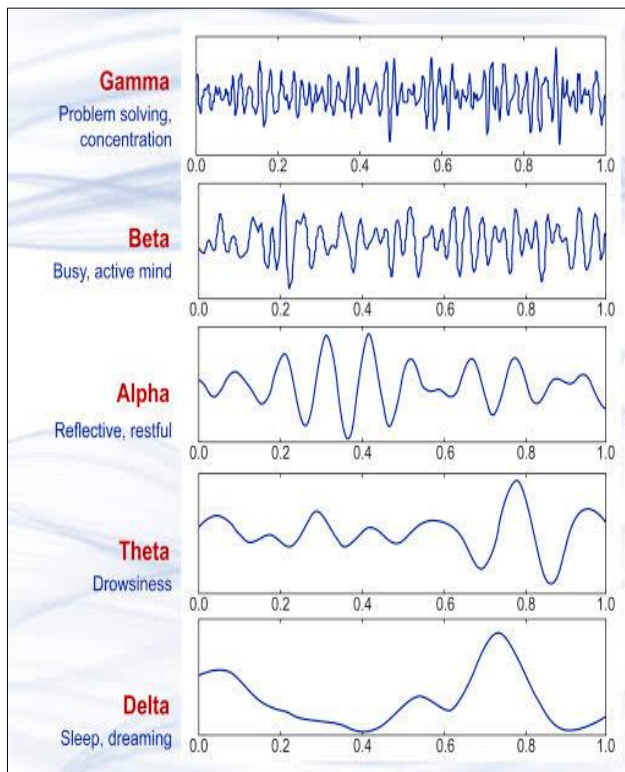 Gamma
Problem solving,
concentration
0.0 0.2 0.4 0.6 0.8 1.0
Beta
Busy, active mind
0.0 0.2 0.4 0.6 0.8 1.0
Alpha
Reflective, restful
0.0 0.2 0.4 0.6 0.8 1.0
Theta
Drowsiness
0.0 0.2 0.4 0.6 0.8 1.0
Delta
Sleep, dreaming
0.0 0.2 0.4 0.6 0.8 1.0